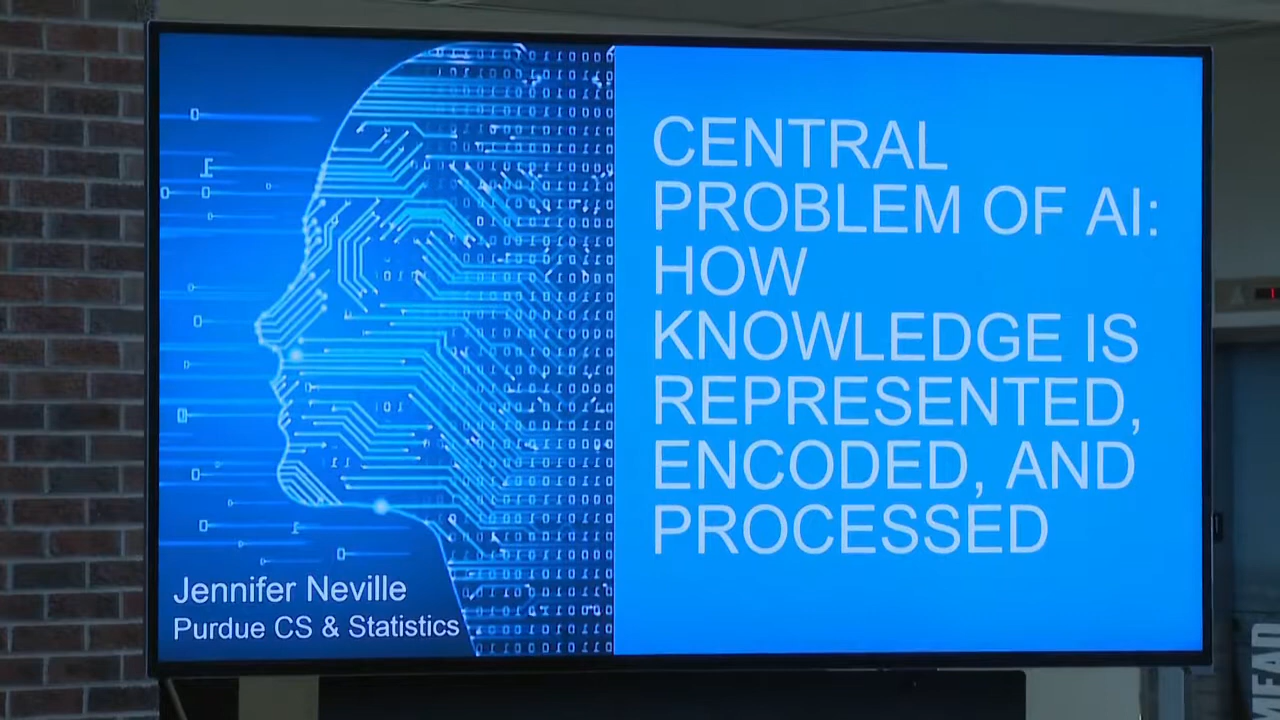 CENTRAL
PROBLEM OF AI:
HOW
KNOWLEDGE IS
REPRESENTED,
ENCODED, AND
PROCESSED
Jennifer Neville
Purdue CS & Statistics